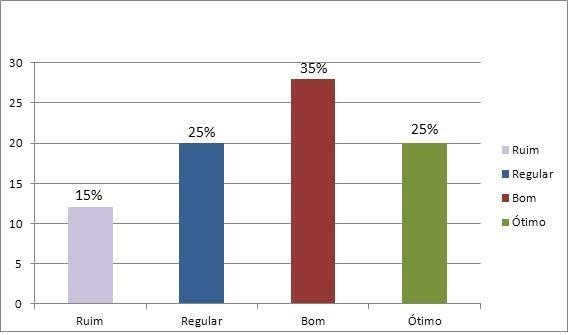 30
25
20
15
10
5
0
15%
25%
35%
25%
Ruim
Regular
Bom
Ótimo
Ruim
Regular
Bom
Ótimo